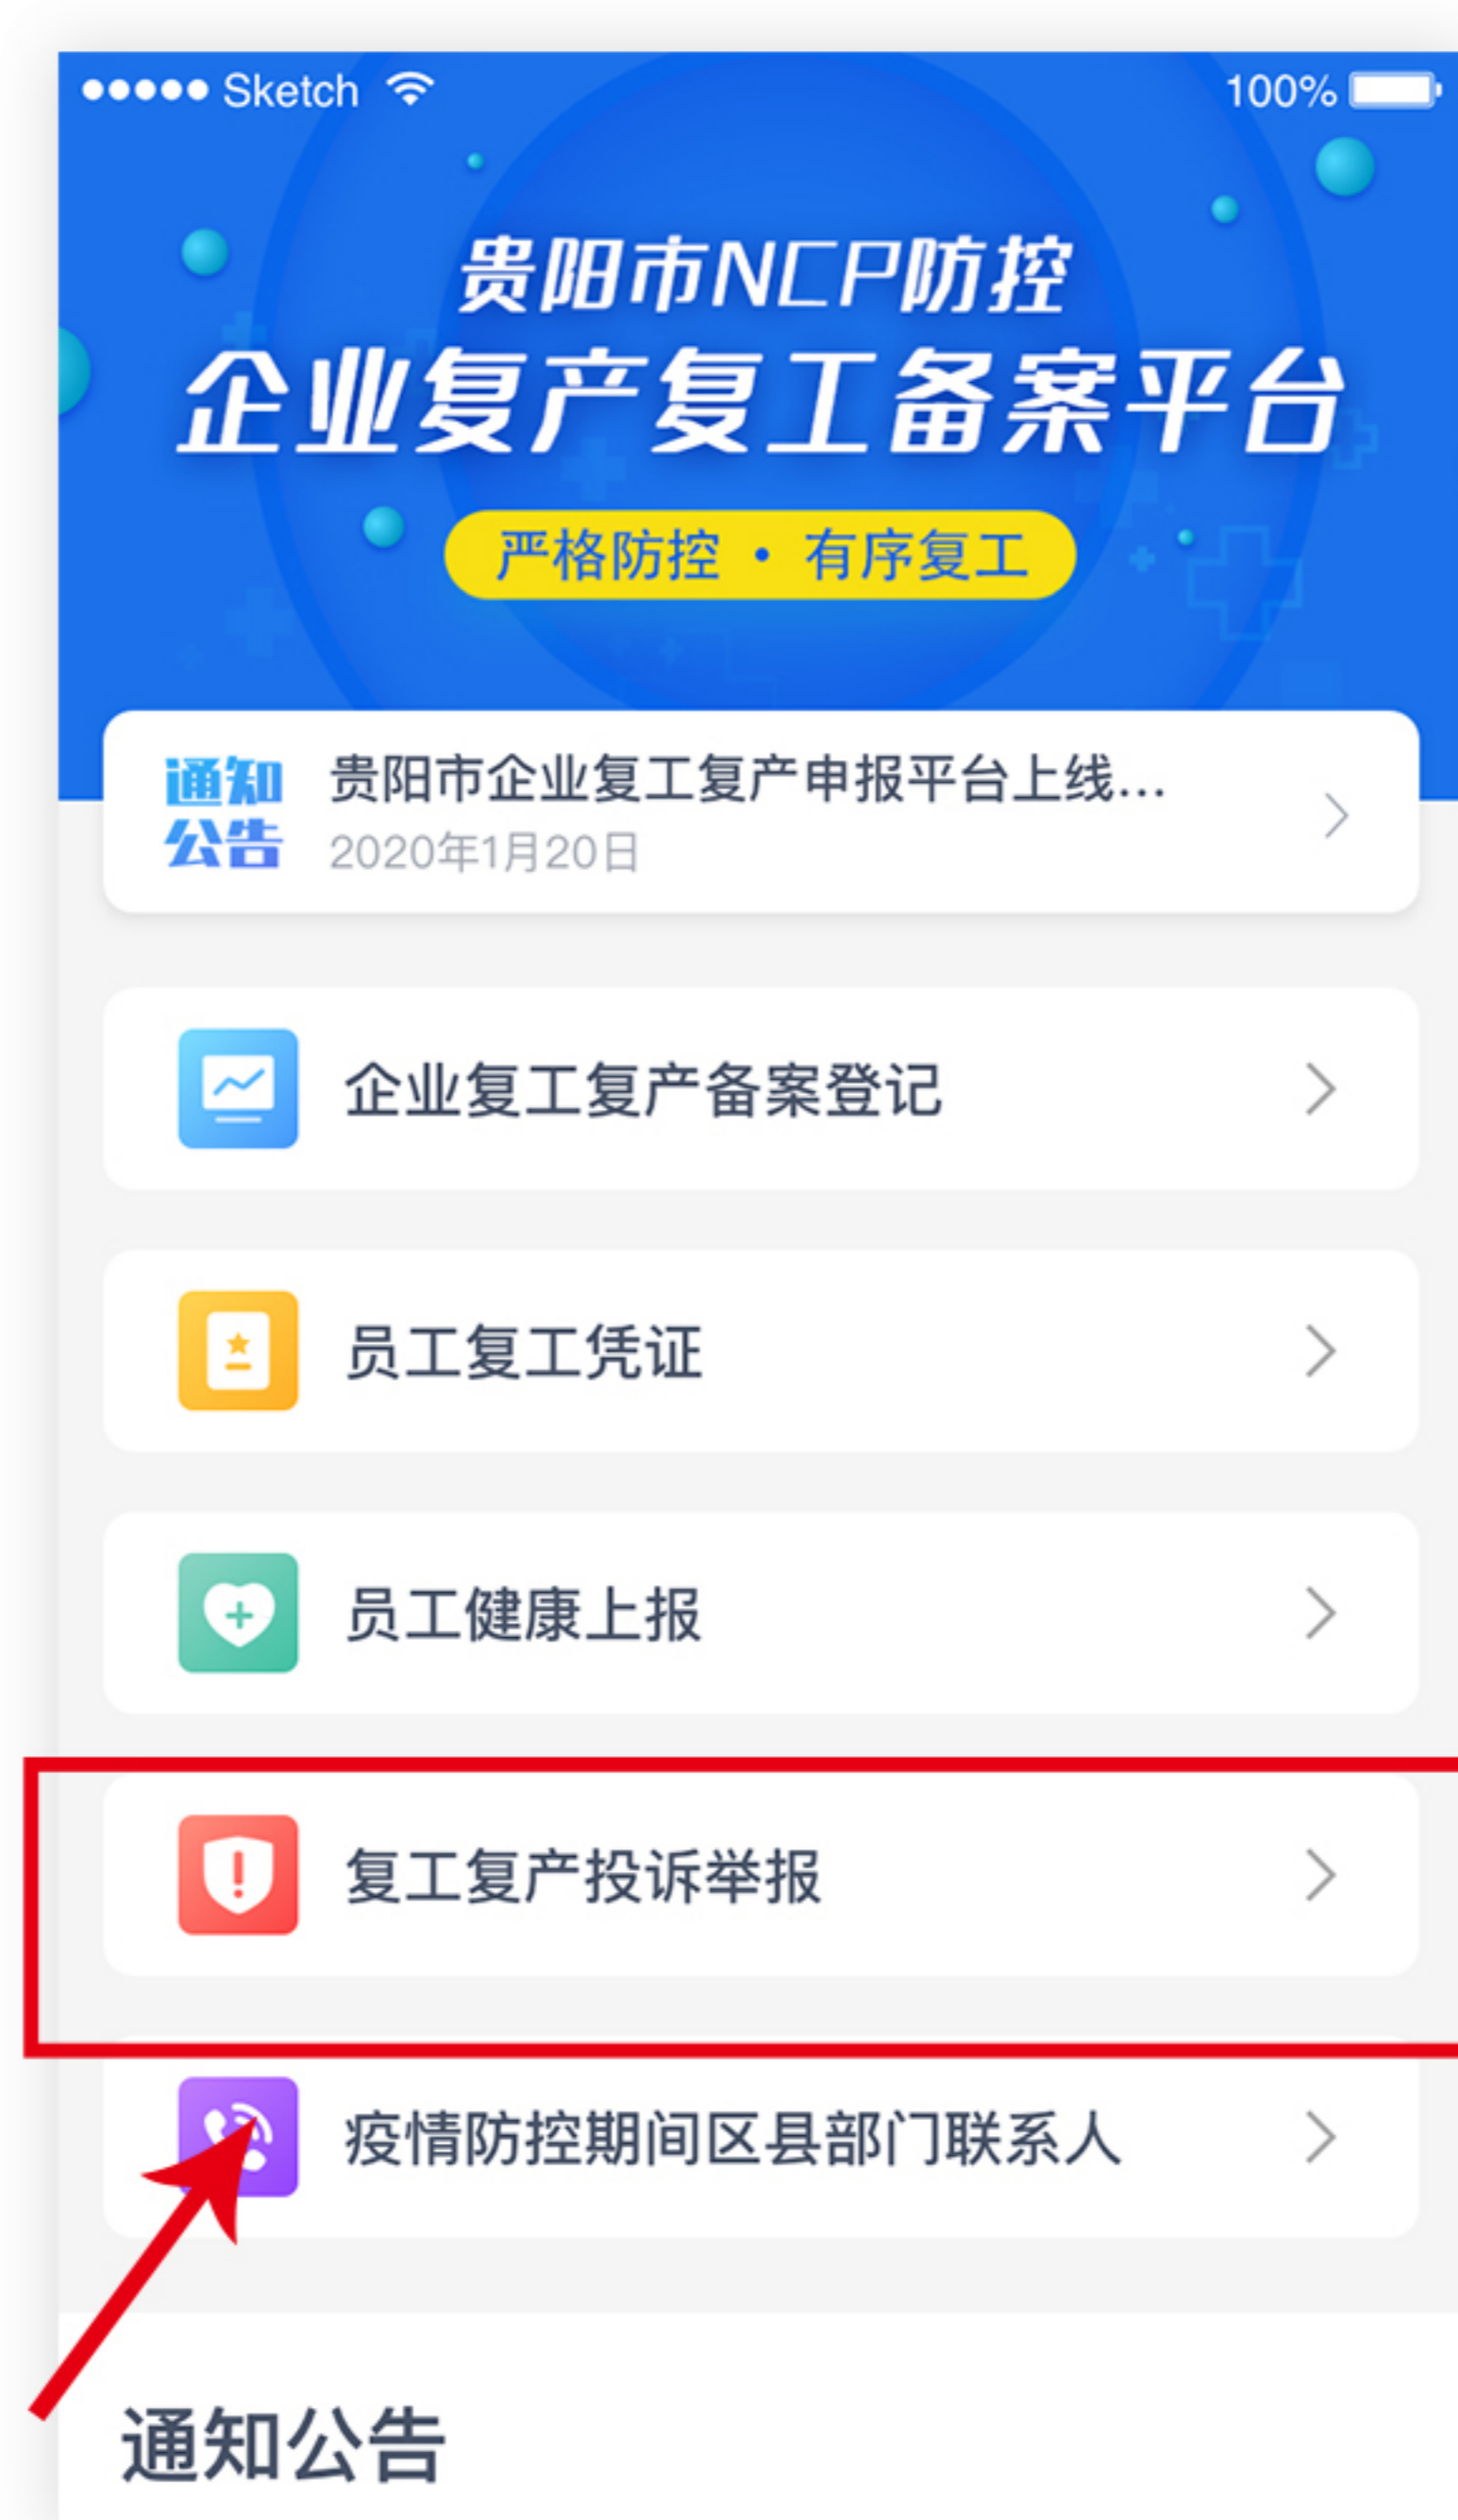 Sketch 100%
贵阳市NCP防控
企业复产复工备案平台
严格防控 · 有序复工
通知公告
贵阳市企业复工复产申报平台上线...
2020年1月20日
企业复工复产备案登记
员工复工凭证
员工健康上报
复工复产投诉举报
疫情防控期间区县部门联系人
通知公告